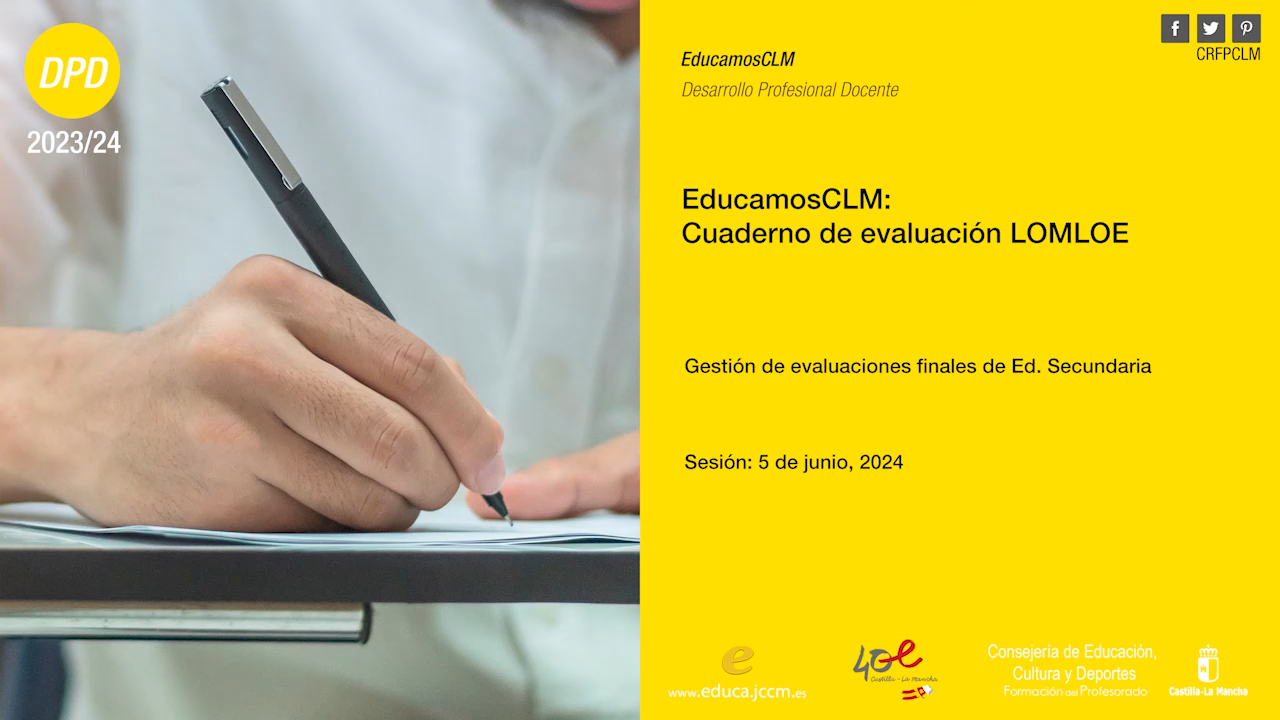 DPD
2023/24
CRFPCLM
EducamosCLM
Desarrollo Profesional Docente
EducamosCLM:
Cuaderno de evaluación LOMLOE
Gestión de evaluaciones finales de Ed. Secundaria
Sesión: 5 de junio, 2024
www.educa.jccm.es
40e
Castilla-La Mancha
Consejería de Educación,
Cultura y Deportes
Formación del Profesorado
Castilla-La Mancha